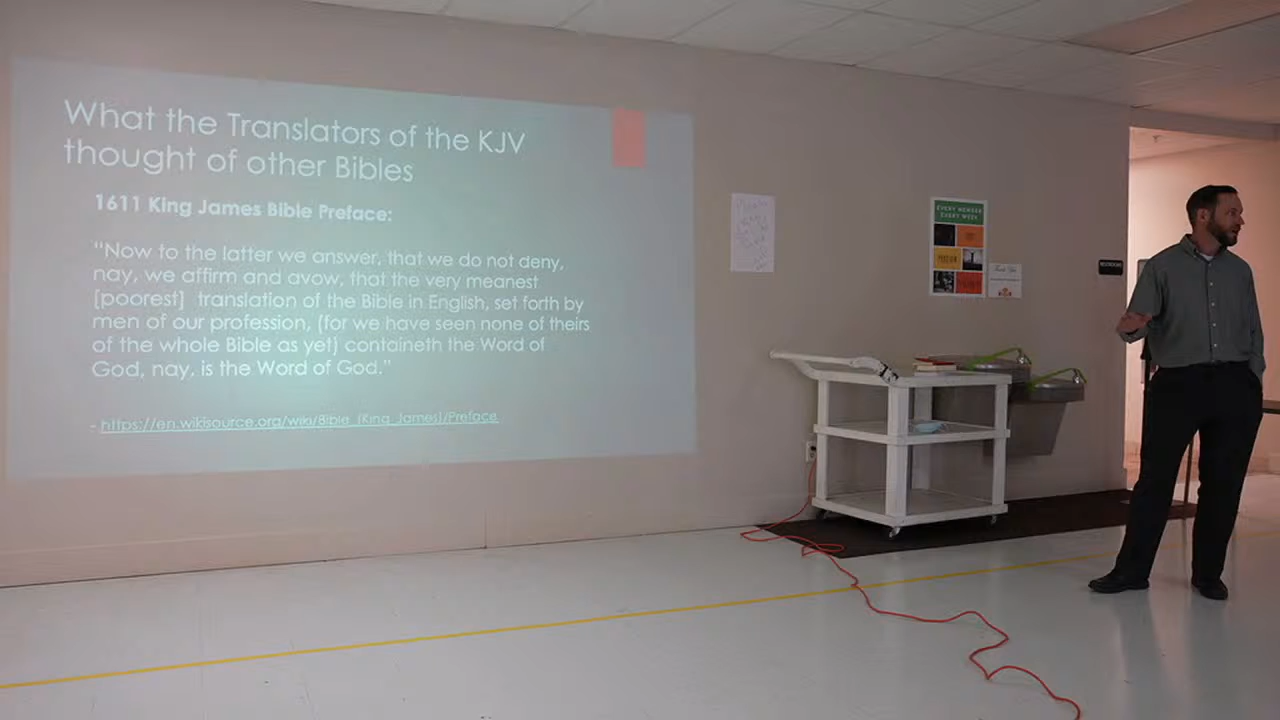 What the Translators of the KJV
thought of other Bibles
1611 King James Bible Preface:
“Now to the latter we answer, that we do not deny,
nay, we affirm and avow, that the very meanest
[poorest] translation of the Bible in English, set forth by
men of our profession, (for we have seen none of theirs
of the whole Bible as yet) containeth the Word of
God, nay, is the Word of God.”
- https://en.wikisource.org/wiki/Bible_(King_James)/Preface
EVERY MEMBER
EVERY WEEK